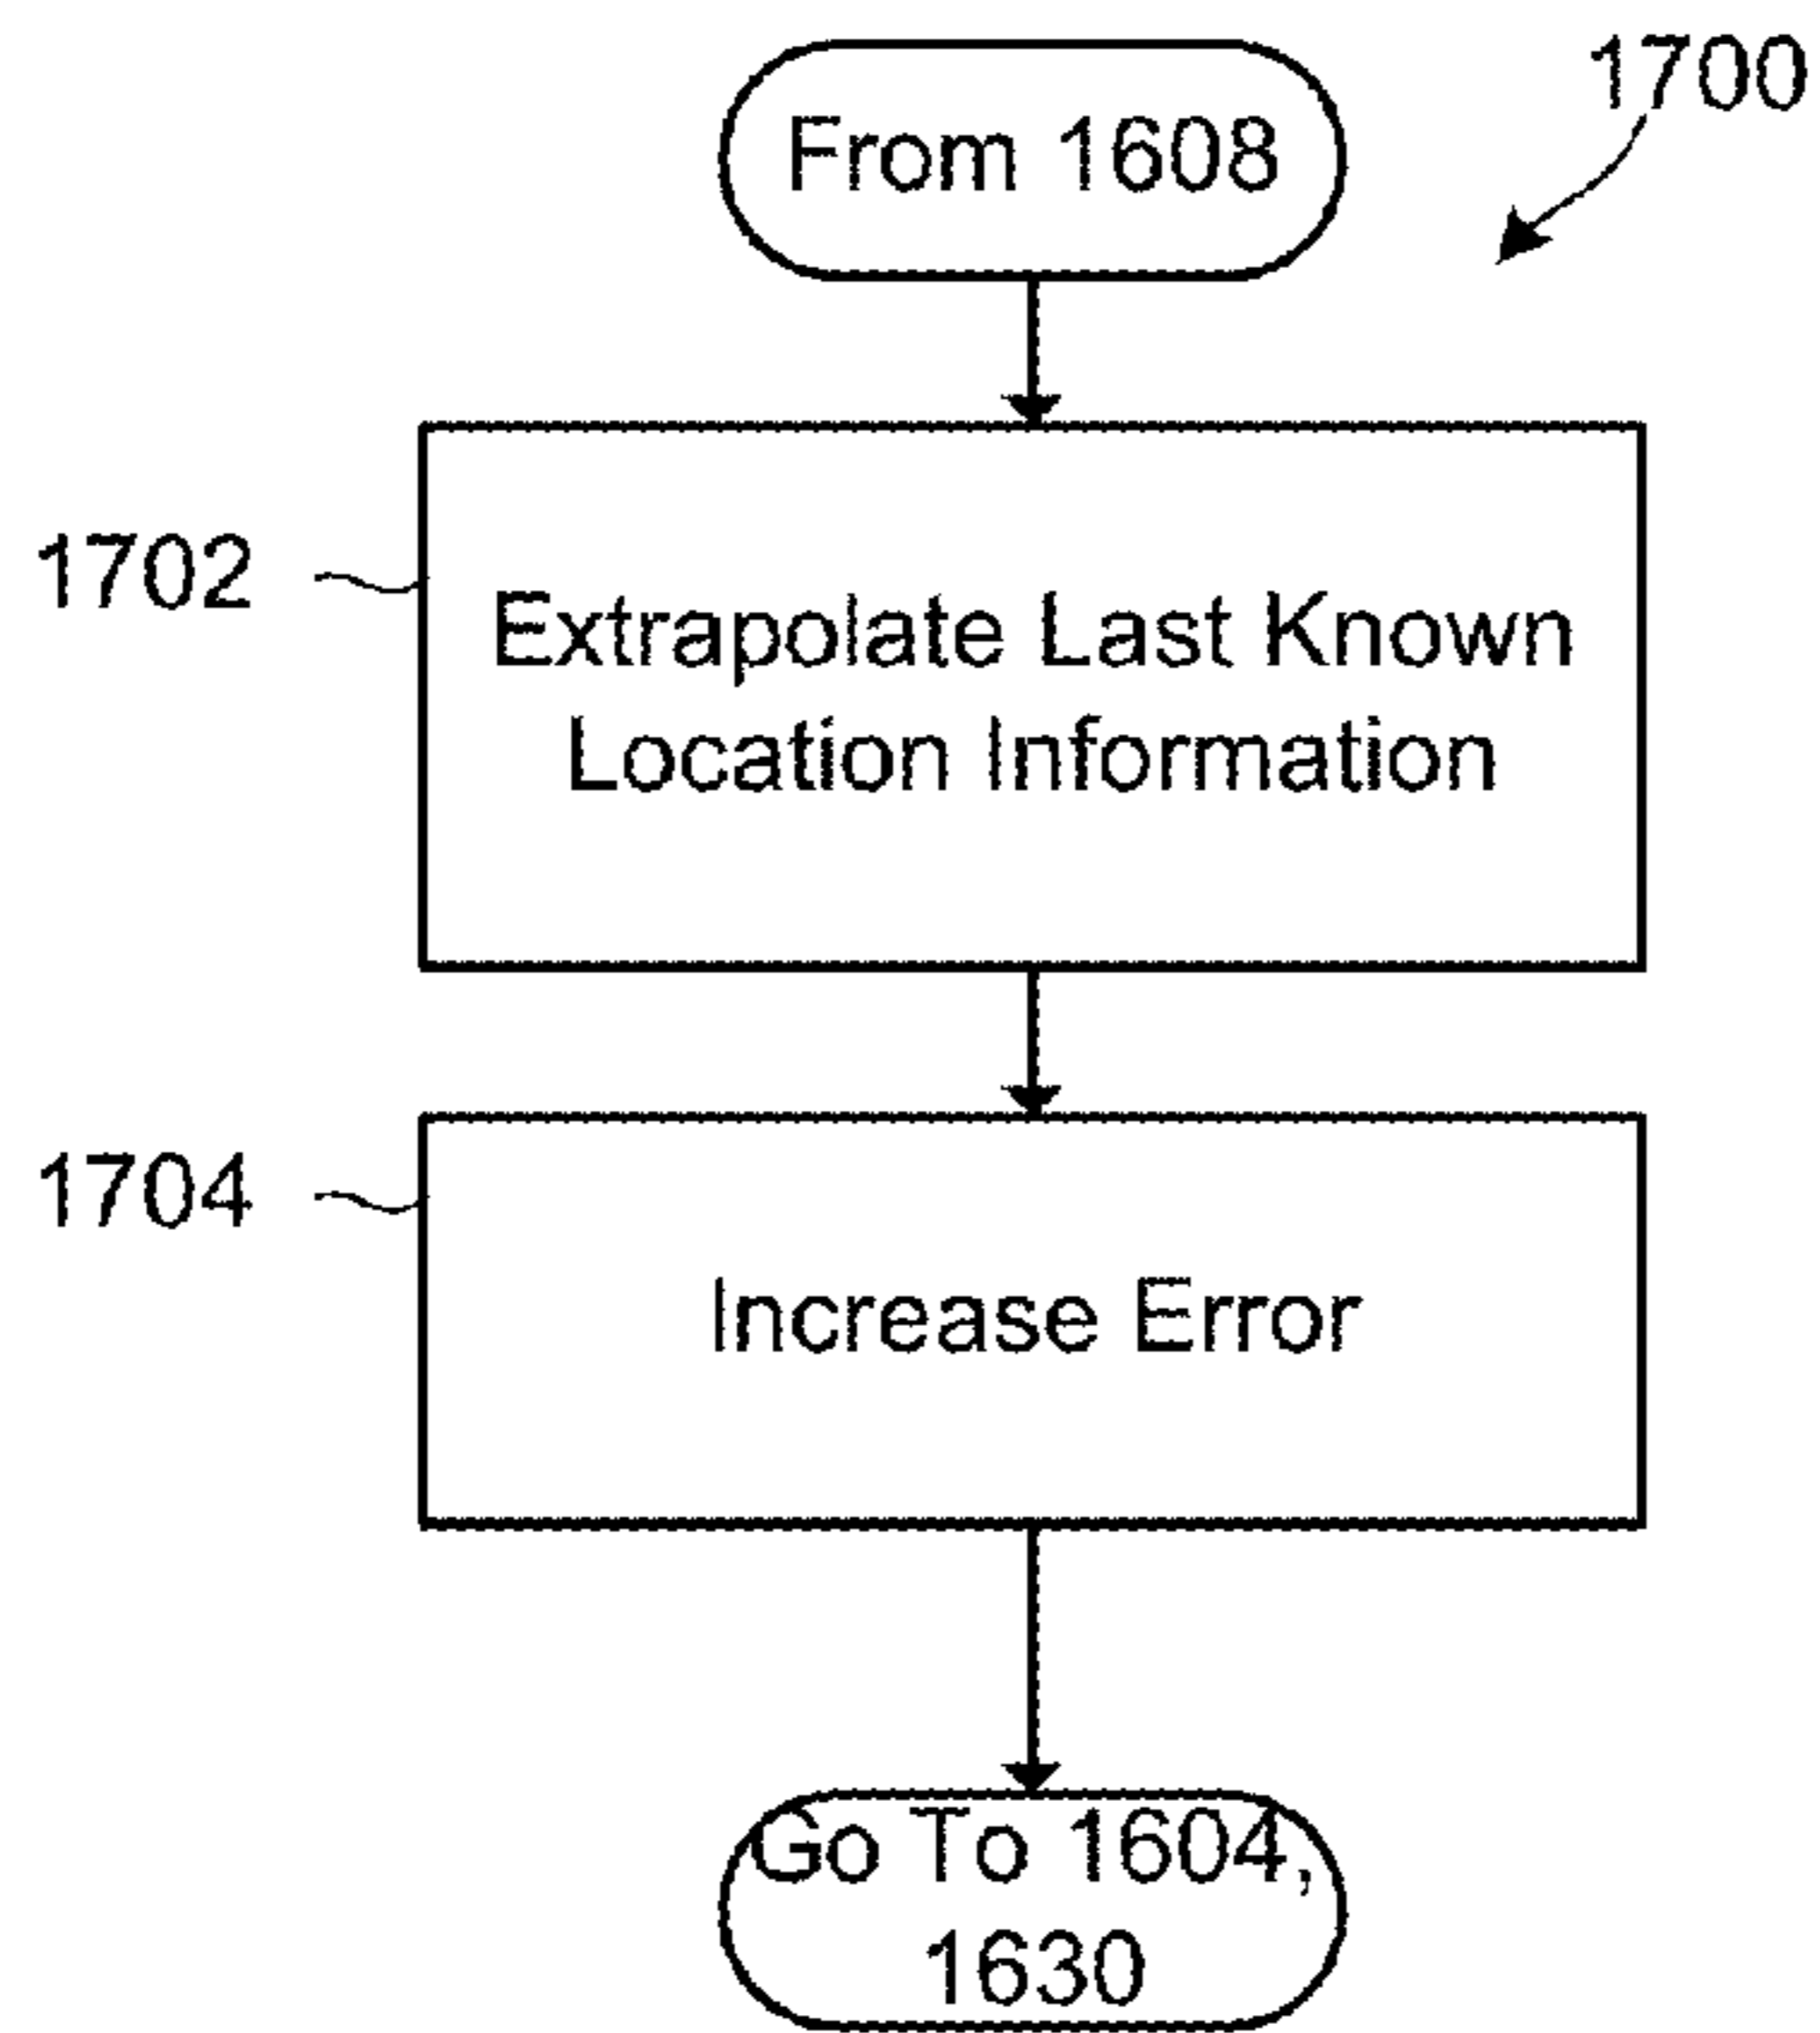 1700
From 1608
1702
Extrapolate Last Known
Location Information
1704
Increase Error
Go To 1604,
1630